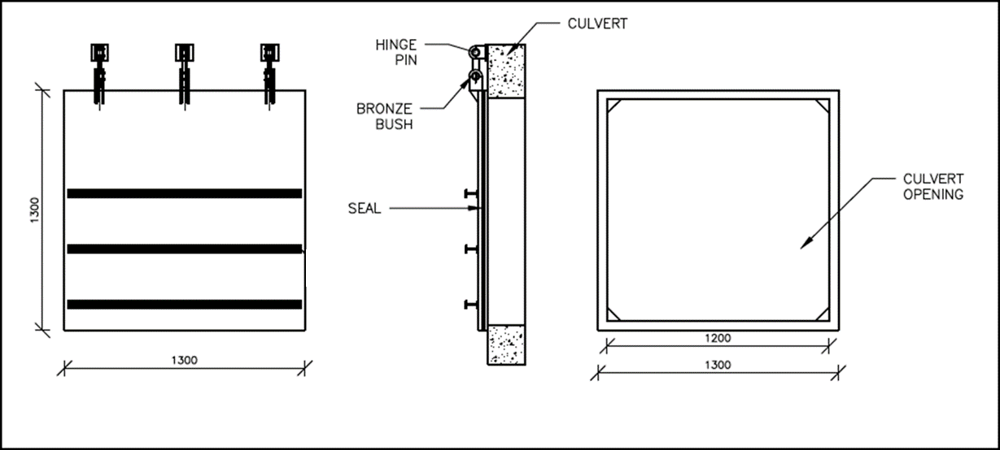 CULVERT
HINGE
PIN
BRONZE
BUSH
SEAL
CULVERT
OPENING
1300
1300
1200
1300